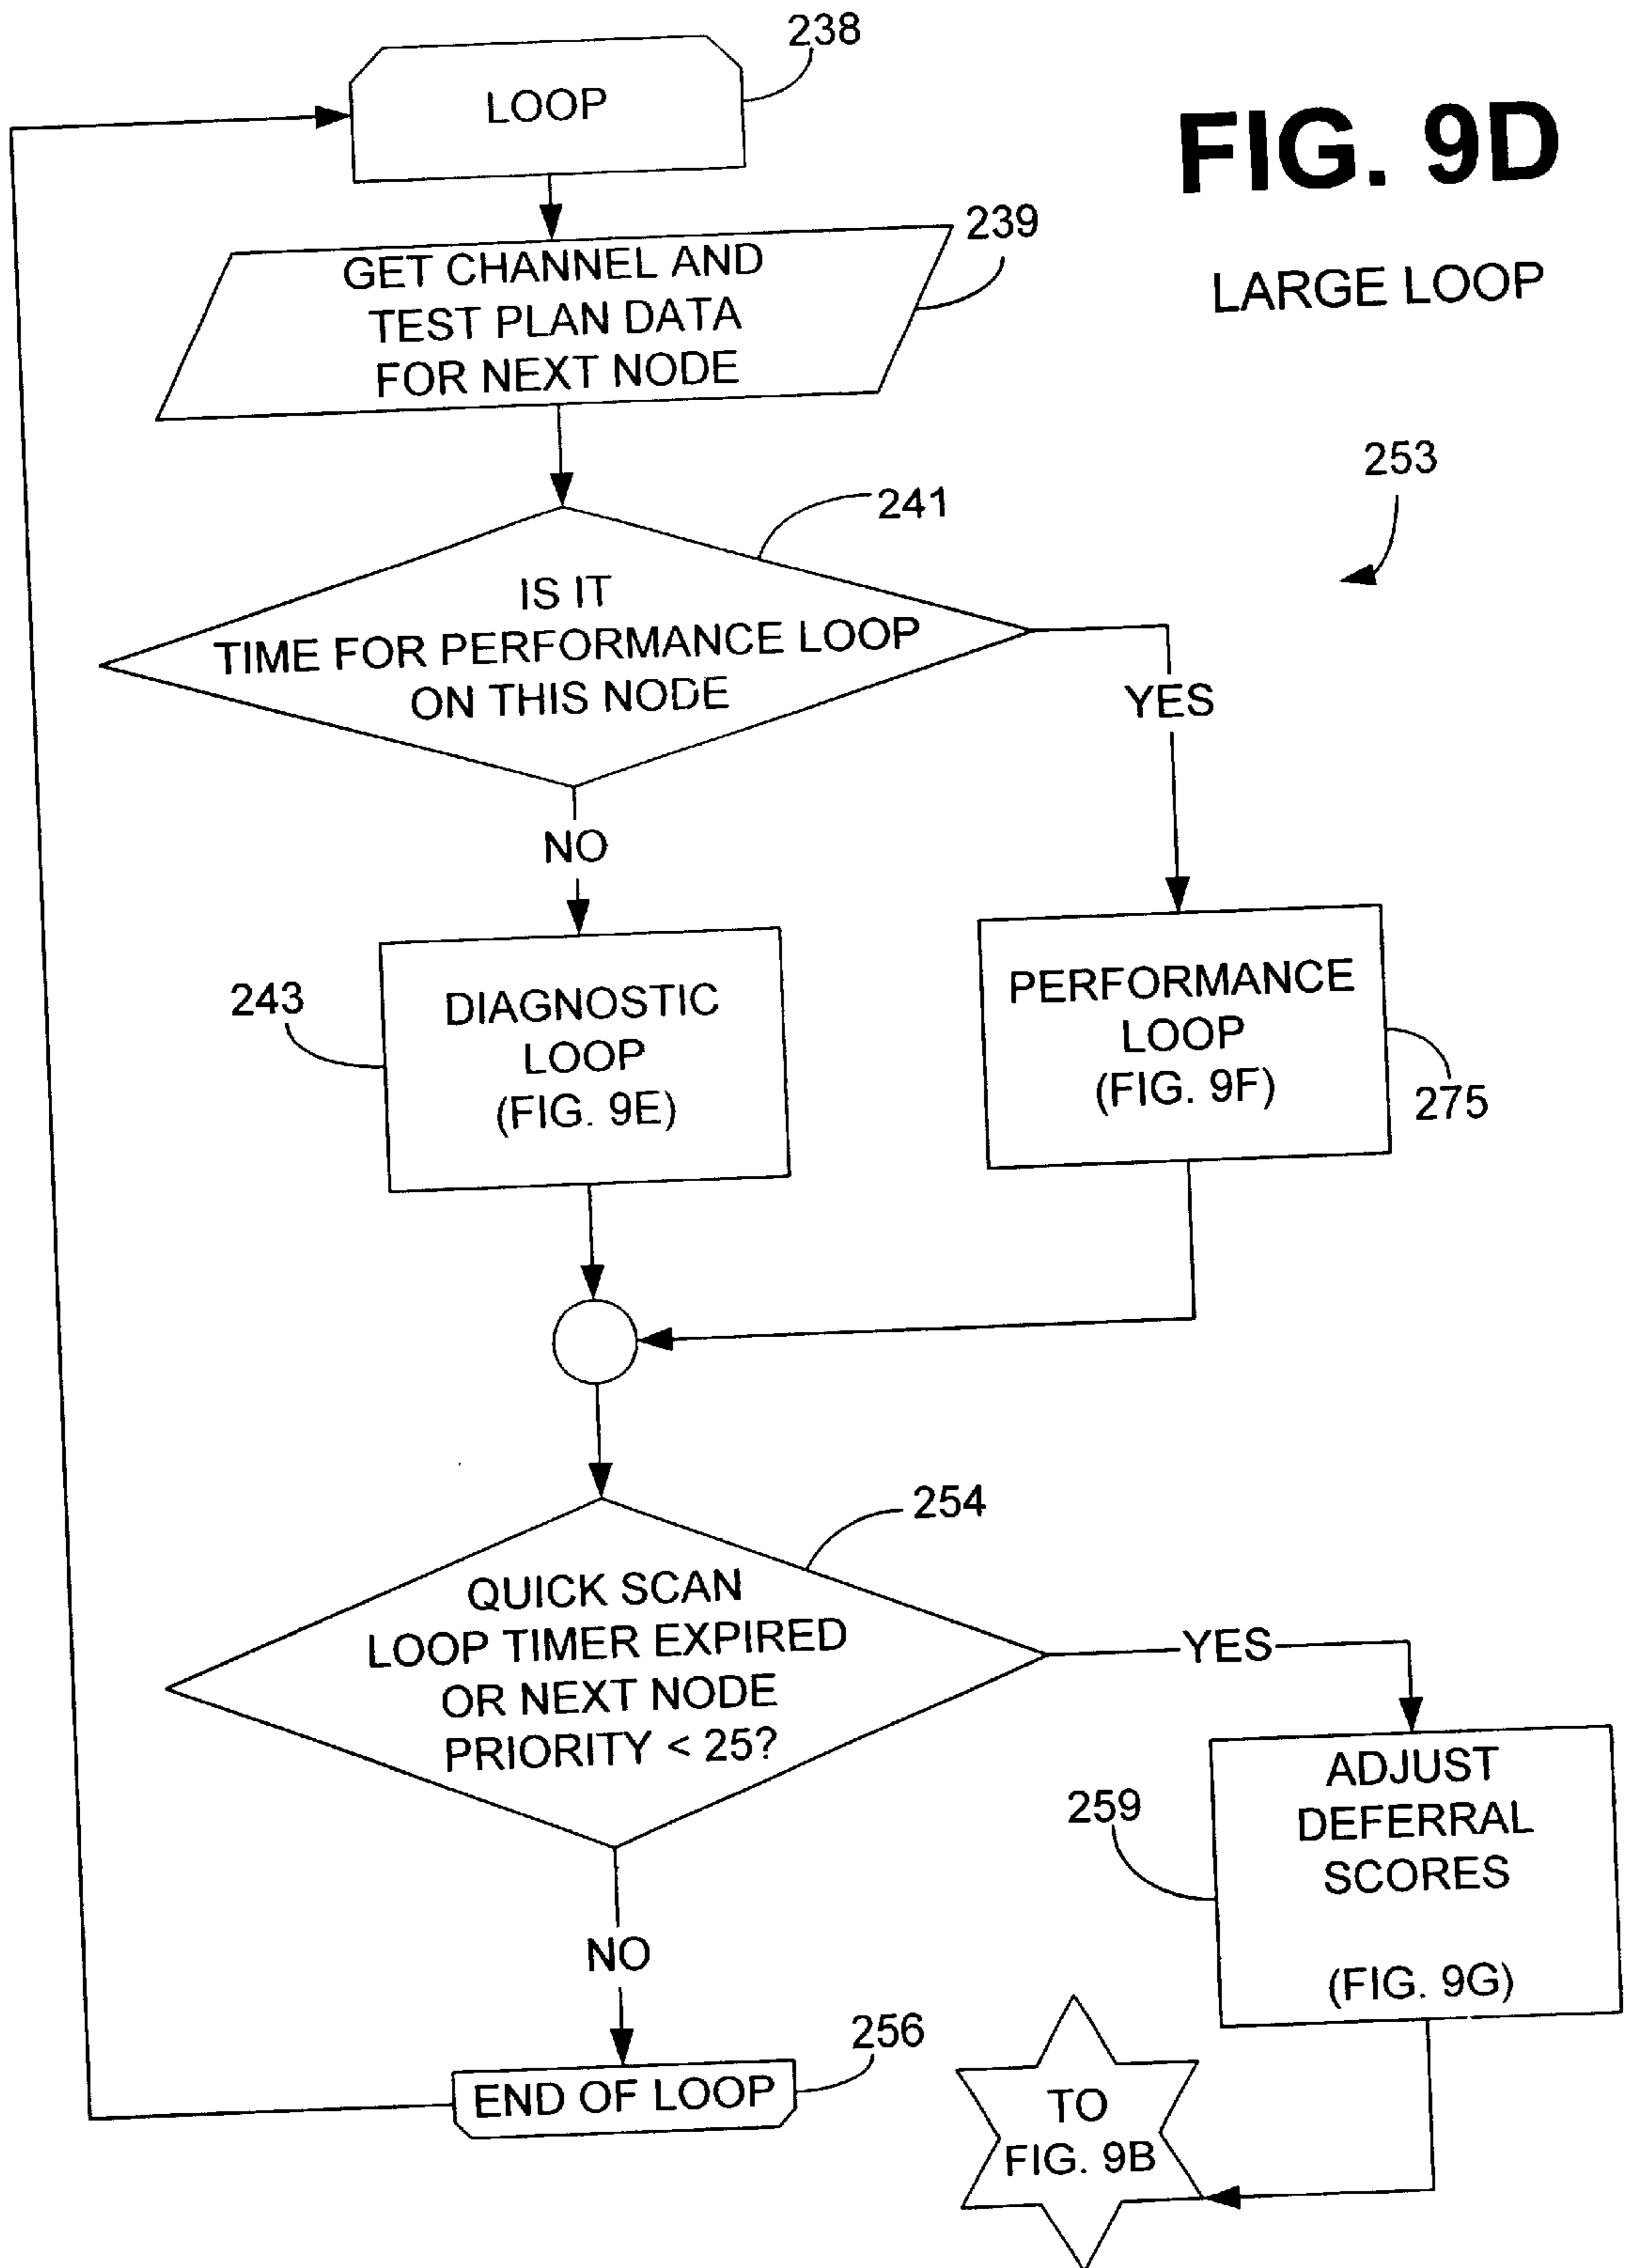 238
LOOP
FIG. 9D
239
GET CHANNEL AND
TEST PLAN DATA
FOR NEXT NODE
LARGE LOOP
253
241
IS IT
TIME FOR PERFORMANCE LOOP
ON THIS NODE
YES
NO
243
DIAGNOSTIC
LOOP
(FIG. 9E)
PERFORMANCE
LOOP
(FIG. 9F)
275
254
QUICK SCAN
LOOP TIMER EXPIRED
OR NEXT NODE
PRIORITY < 25?
YES
259
ADJUST
DEFERRAL
SCORES
(FIG. 9G)
NO
256
END OF LOOP
TO
FIG. 9B